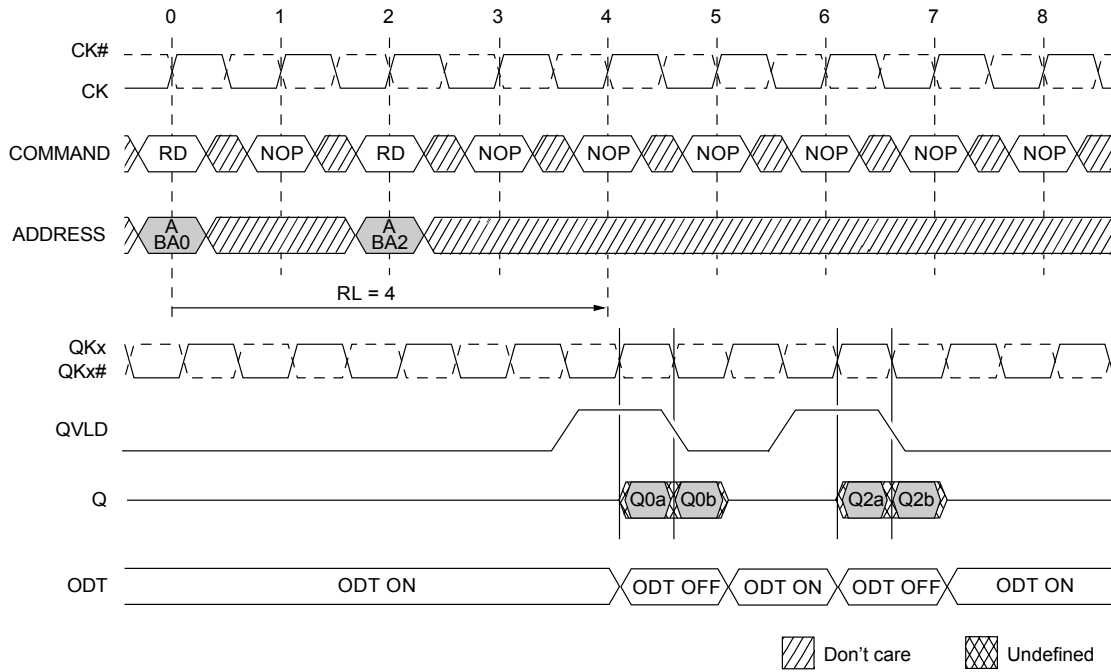 0 1 2 3 4 5 6 7 8
CK#
CK
COMMAND RD NOP RD NOP NOP NOP NOP NOP NOP
ADDRESS A BA0 A BA2
RL = 4
QKx
QKx#
QVLD
Q Q0a Q0b Q2a Q2b
ODT ODT ON ODT OFF ODT ON ODT OFF ODT ON
Don't care Undefined